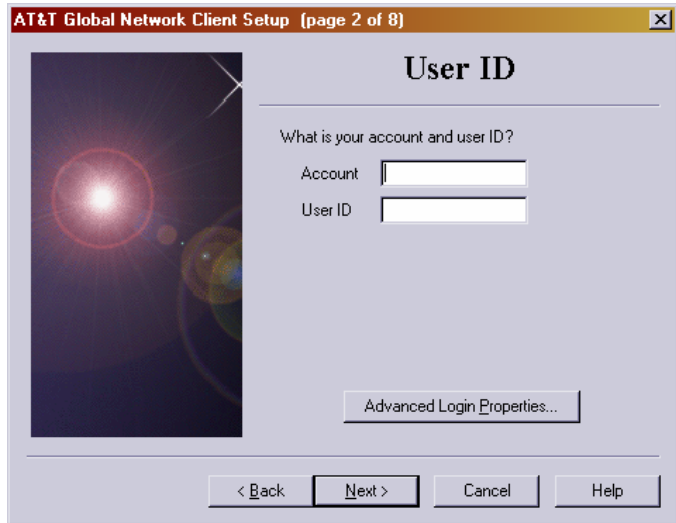 AT&T Global Network Client Setup (page 2 of 8)
User ID
What is your account and user ID?
Account
User ID
Advanced Login Properties...
< Back Next > Cancel Help